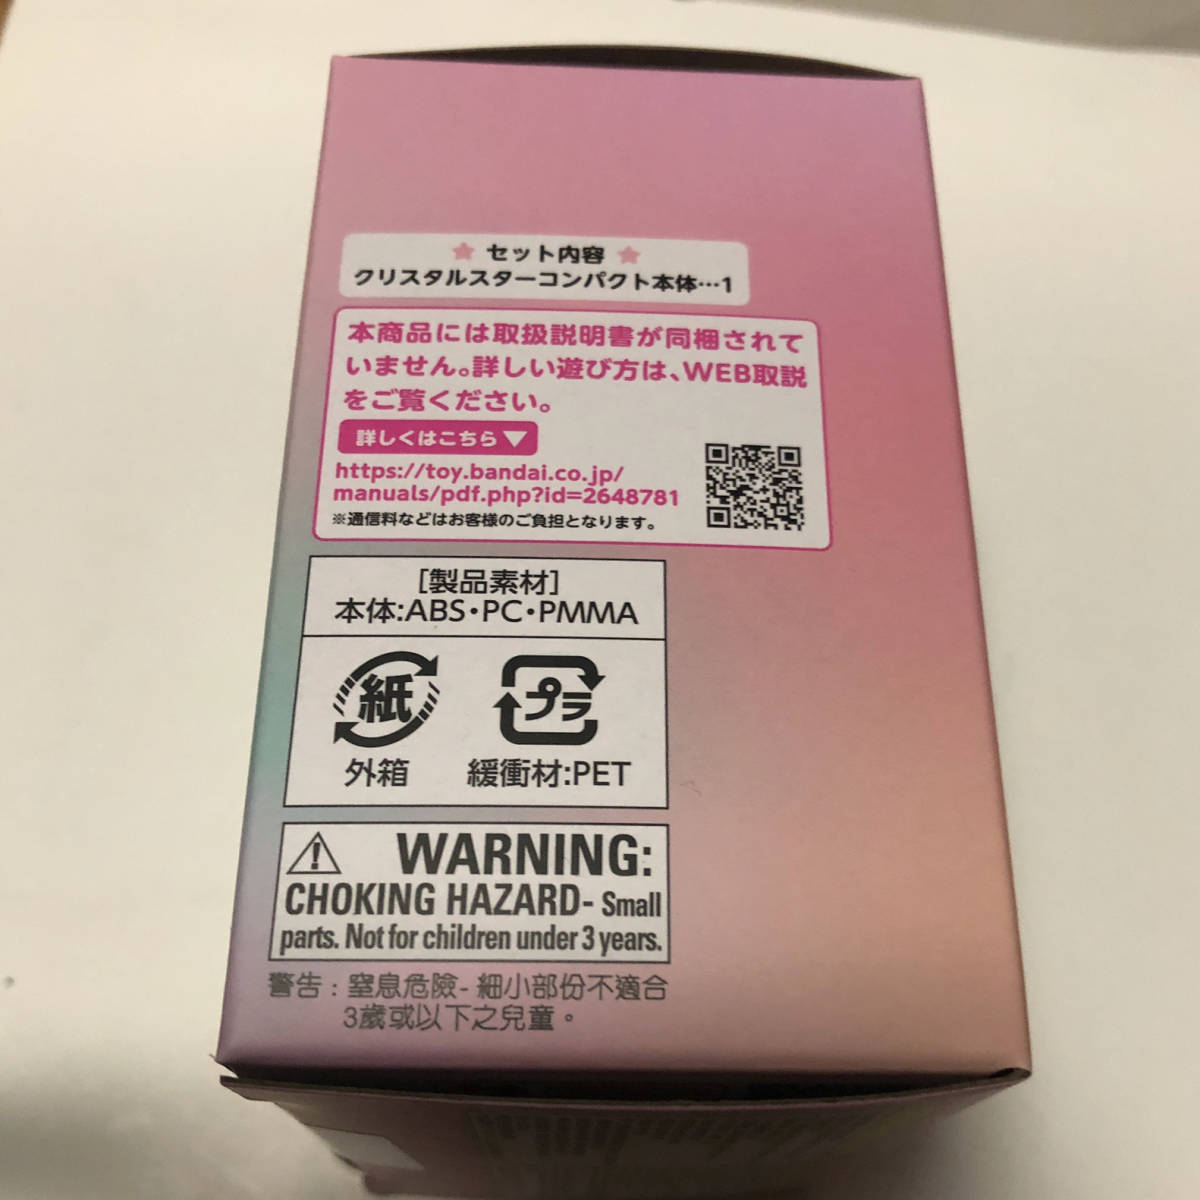 ★ セット内容 ★
クリスタルスターコンパクト本体…1
本商品には取扱説明書が同梱されて
いません。詳しい遊び方は、WEB取説
をご覧ください。
詳しくはこちら▼
https://toy.bandai.co.jp/
manuals/pdf.php?id=2648781
※通信料などはお客様のご負担となります。
[製品素材]
本体:ABS・PC・PMMA
紙
プラ
外箱
緩衝材:PET
WARNING:
CHOKING HAZARD- Small
parts. Not for children under 3 years.
警告 : 窒息危險 - 細小部份不適合
3歲或以下之兒童。